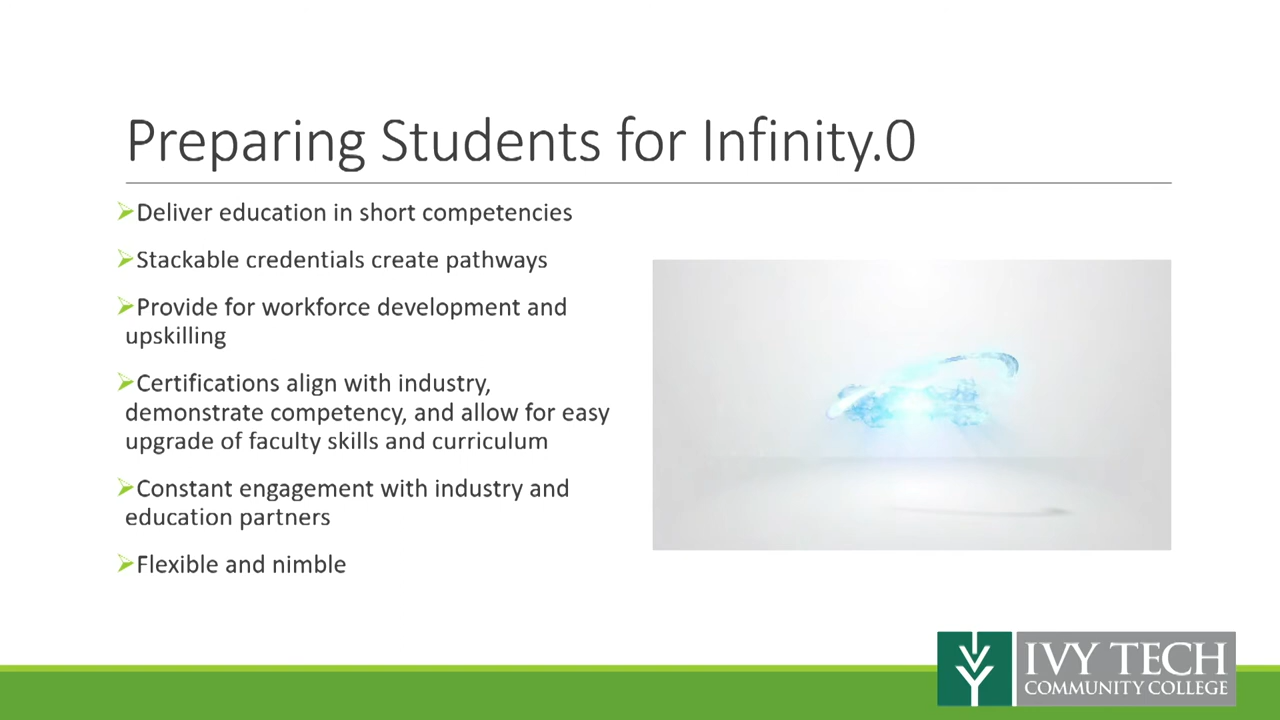 Preparing Students for Infinity.0
Deliver education in short competencies
Stackable credentials create pathways
Provide for workforce development and
upskilling
Certifications align with industry,
demonstrate competency, and allow for easy
upgrade of faculty skills and curriculum
Constant engagement with industry and
education partners
Flexible and nimble
IVY TECH
COMMUNITY COLLEGE